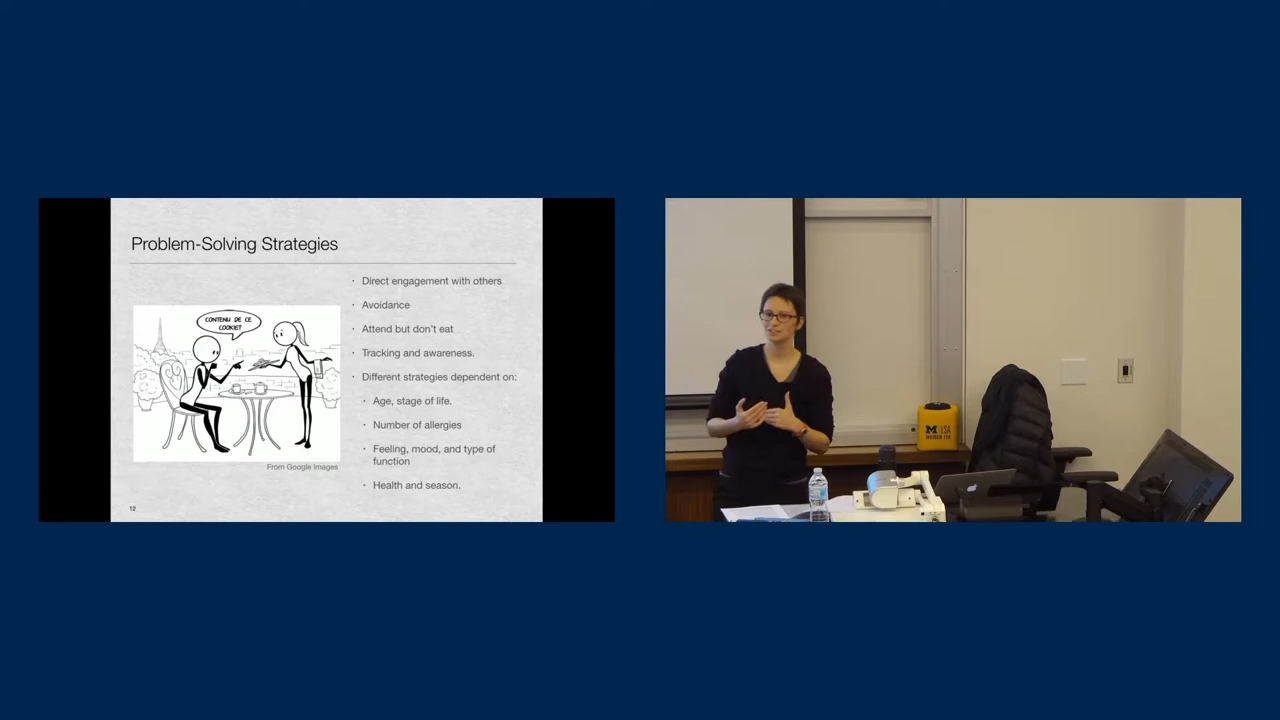 Problem-Solving Strategies
CONTENU DE CE
COOKIE?
From Google Images
· Direct engagement with others
· Avoidance
· Attend but don't eat
· Tracking and awareness.
· Different strategies dependent on:
· Age, stage of life.
· Number of allergies
· Feeling, mood, and type of
function
· Health and season.
12
M LSA
WEISER 110